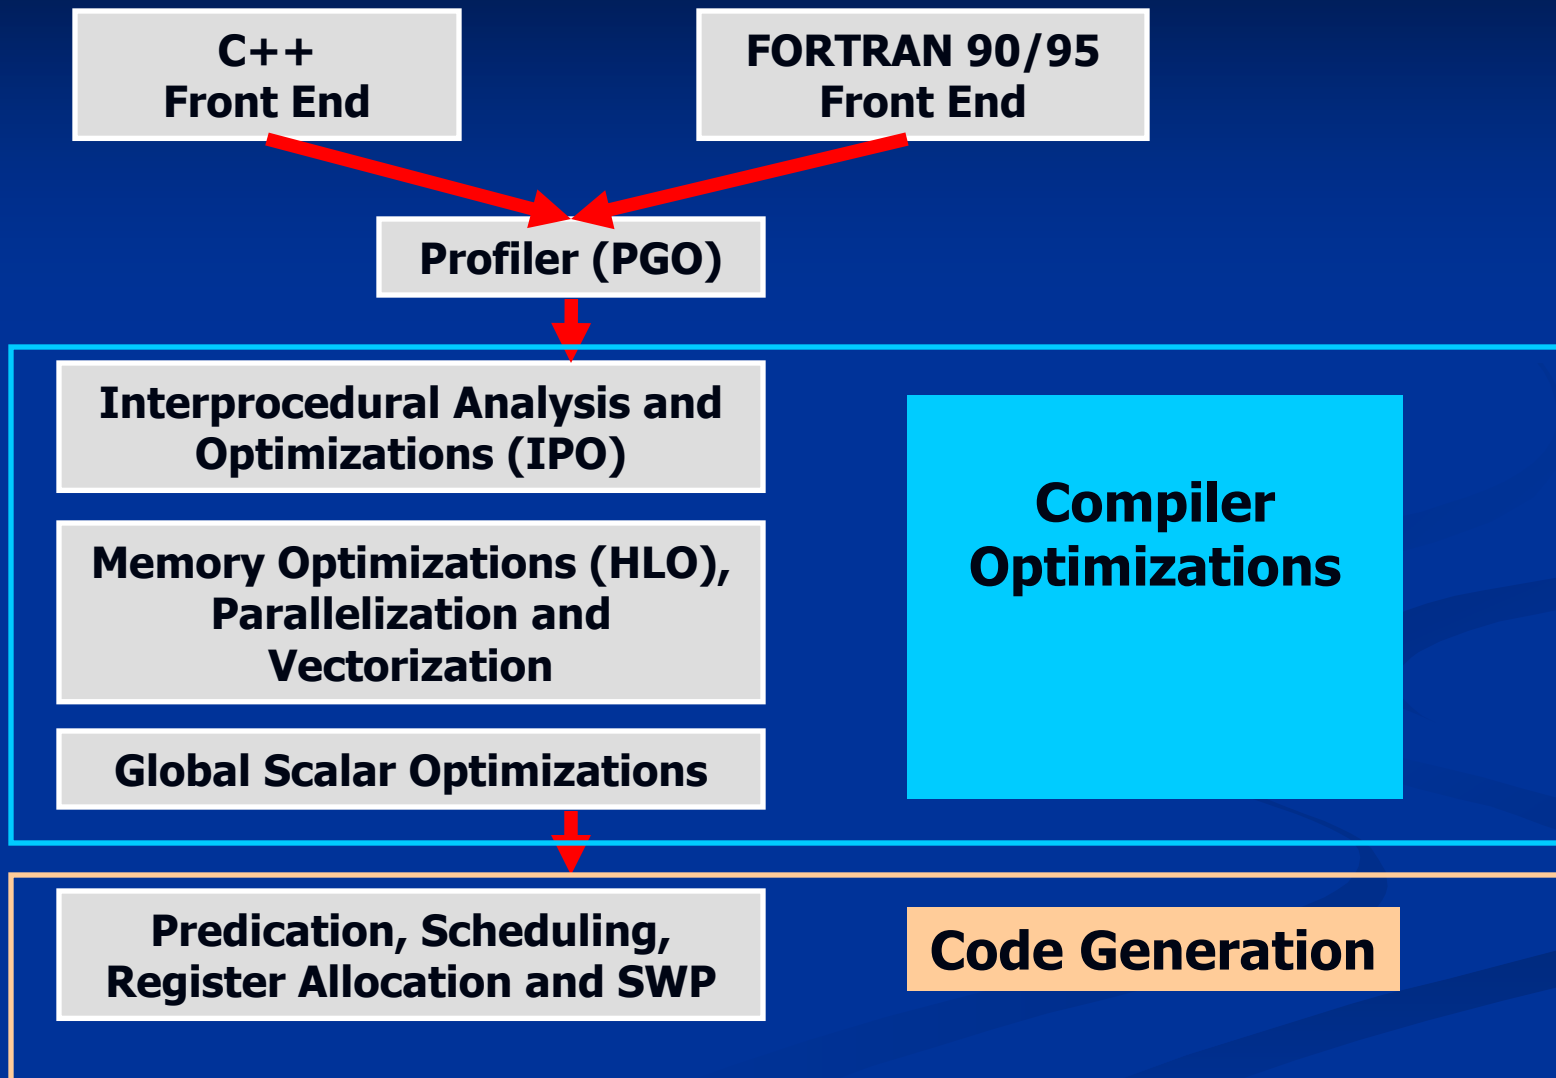 C++
Front End
FORTRAN 90/95
Front End
Profiler (PGO)
Interprocedural Analysis and
Optimizations (IPO)
Memory Optimizations (HLO),
Parallelization and
Vectorization
Global Scalar Optimizations
Compiler
Optimizations
Predication, Scheduling,
Register Allocation and SWP
Code Generation